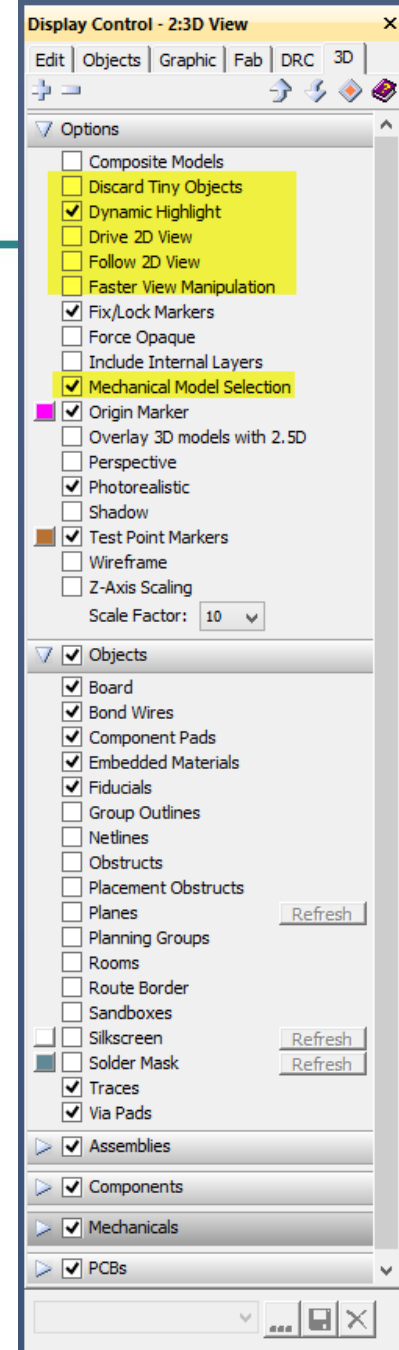 Display Control - 2:3D View
Edit Objects Graphic Fab DRC 3D
Options
Composite Models
Discard Tiny Objects
Dynamic Highlight
Drive 2D View
Follow 2D View
Faster View Manipulation
Fix/Lock Markers
Force Opaque
Include Internal Layers
Mechanical Model Selection
Origin Marker
Overlay 3D models with 2.5D
Perspective
Photorealistic
Shadow
Test Point Markers
Wireframe
Z-Axis Scaling
Scale Factor: 10
Objects
Board
Bond Wires
Component Pads
Embedded Materials
Fiducials
Group Outlines
Netlines
Obstructs
Placement Obstructs
Planes Refresh
Planning Groups
Rooms
Route Border
Sandboxes
Silkscreen Refresh
Solder Mask Refresh
Traces
Via Pads
Assemblies
Components
Mechanicals
PCBs
...